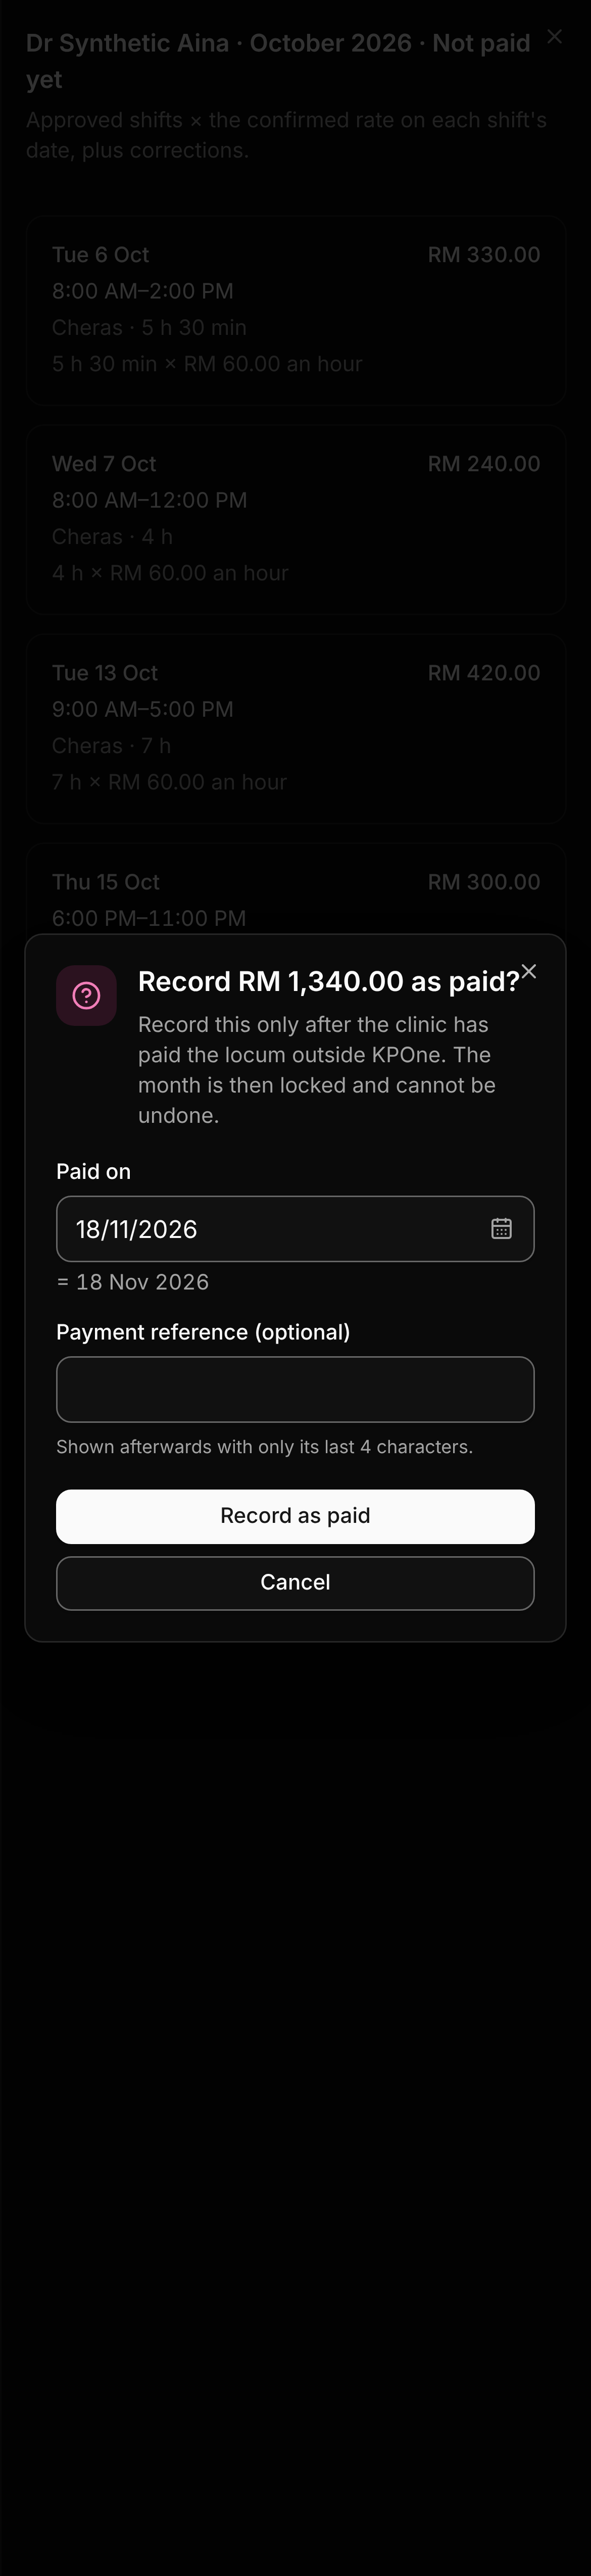 Dr Synthetic Aina · October 2026 · Not paid
yet
Approved shifts × the confirmed rate on each shift's
date, plus corrections.
Tue 6 Oct RM 330.00
8:00 AM–2:00 PM
Cheras · 5 h 30 min
5 h 30 min × RM 60.00 an hour
Wed 7 Oct RM 240.00
8:00 AM–12:00 PM
Cheras · 4 h
4 h × RM 60.00 an hour
Tue 13 Oct RM 420.00
9:00 AM–5:00 PM
Cheras · 7 h
7 h × RM 60.00 an hour
Thu 15 Oct RM 300.00
6:00 PM–11:00 PM
Record RM 1,340.00 as paid?
Record this only after the clinic has
paid the locum outside KPOne. The
month is then locked and cannot be
undone.
Paid on
18/11/2026
= 18 Nov 2026
Payment reference (optional)
Shown afterwards with only its last 4 characters.
Record as paid
Cancel